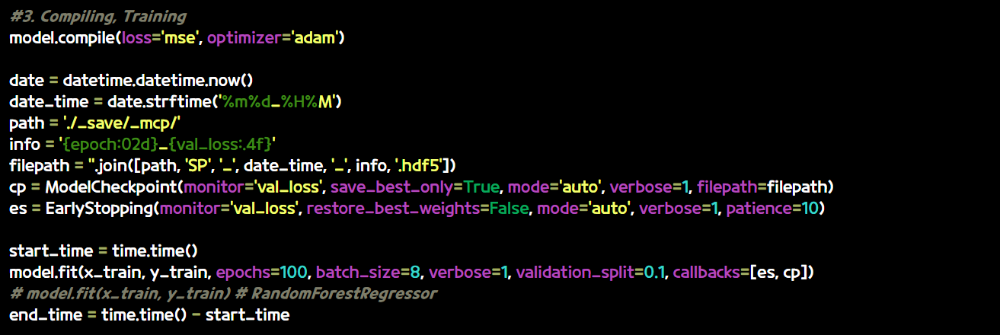 #3. Compiling, Training
model.compile(loss='mse', optimizer='adam')
date = datetime.datetime.now()
date_time = date.strftime('%m%d_%H%M')
path = './_save/_mcp/'
info = '{epoch:02d}_{val_loss:.4f}'
filepath = ''.join([path, 'SP', '_', date_time, '_', info, '.hdf5'])
cp = ModelCheckpoint(monitor='val_loss', save_best_only=True, mode='auto', verbose=1, filepath=filepath)
es = EarlyStopping(monitor='val_loss', restore_best_weights=False, mode='auto', verbose=1, patience=10)
start_time = time.time()
model.fit(x_train, y_train, epochs=100, batch_size=8, verbose=1, validation_split=0.1, callbacks=[es, cp])
# model.fit(x_train, y_train) # RandomForestRegressor
end_time = time.time() - start_time